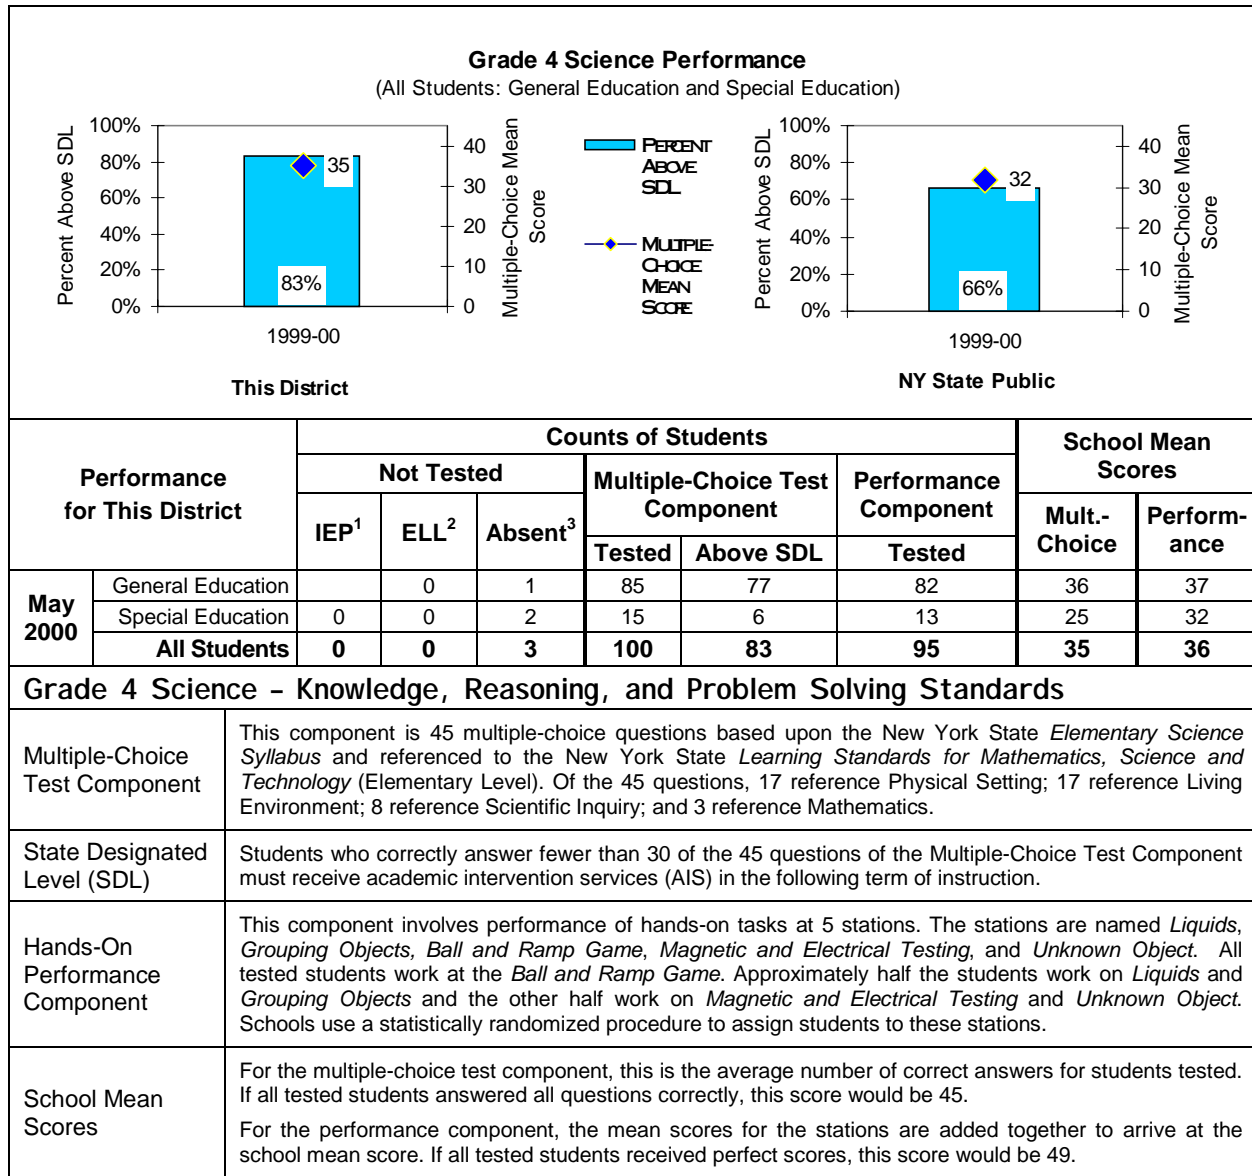 Grade 4 Science Performance
(All Students: General Education and Special Education)
Percent Above SDL
100%
80%
60%
40%
20%
0%
35
83%
40
30
20
10
0
Multiple-Choice Mean
Score
1999-00
This District
PERCENT
ABOVE
SDL
MULTIPLE-
CHOICE
MEAN
SCORE
Percent Above SDL
100%
80%
60%
40%
20%
0%
32
66%
40
30
20
10
0
Multiple-Choice Mean
Score
1999-00
NY State Public
Performance
for This District
Counts of Students
School Mean
Scores
Not Tested
Multiple-Choice Test
Component
Performance
Component
IEP1
ELL2
Absent3
Tested
Above SDL
Tested
Mult.-
Choice
Perform-
ance
May
2000
General Education 0 1 85 77 82 36 37
Special Education 0 0 2 15 6 13 25 32
All Students 0 0 3 100 83 95 35 36
Grade 4 Science – Knowledge, Reasoning, and Problem Solving Standards
Multiple-Choice
Test Component
This component is 45 multiple-choice questions based upon the New York State Elementary Science
Syllabus and referenced to the New York State Learning Standards for Mathematics, Science and
Technology (Elementary Level). Of the 45 questions, 17 reference Physical Setting; 17 reference Living
Environment; 8 reference Scientific Inquiry; and 3 reference Mathematics.
State Designated
Level (SDL)
Students who correctly answer fewer than 30 of the 45 questions of the Multiple-Choice Test Component
must receive academic intervention services (AIS) in the following term of instruction.
Hands-On
Performance
Component
This component involves performance of hands-on tasks at 5 stations. The stations are named Liquids,
Grouping Objects, Ball and Ramp Game, Magnetic and Electrical Testing, and Unknown Object. All
tested students work at the Ball and Ramp Game. Approximately half the students work on Liquids and
Grouping Objects and the other half work on Magnetic and Electrical Testing and Unknown Object.
Schools use a statistically randomized procedure to assign students to these stations.
School Mean
Scores
For the multiple-choice test component, this is the average number of correct answers for students tested.
If all tested students answered all questions correctly, this score would be 45.
For the performance component, the mean scores for the stations are added together to arrive at the
school mean score. If all tested students received perfect scores, this score would be 49.